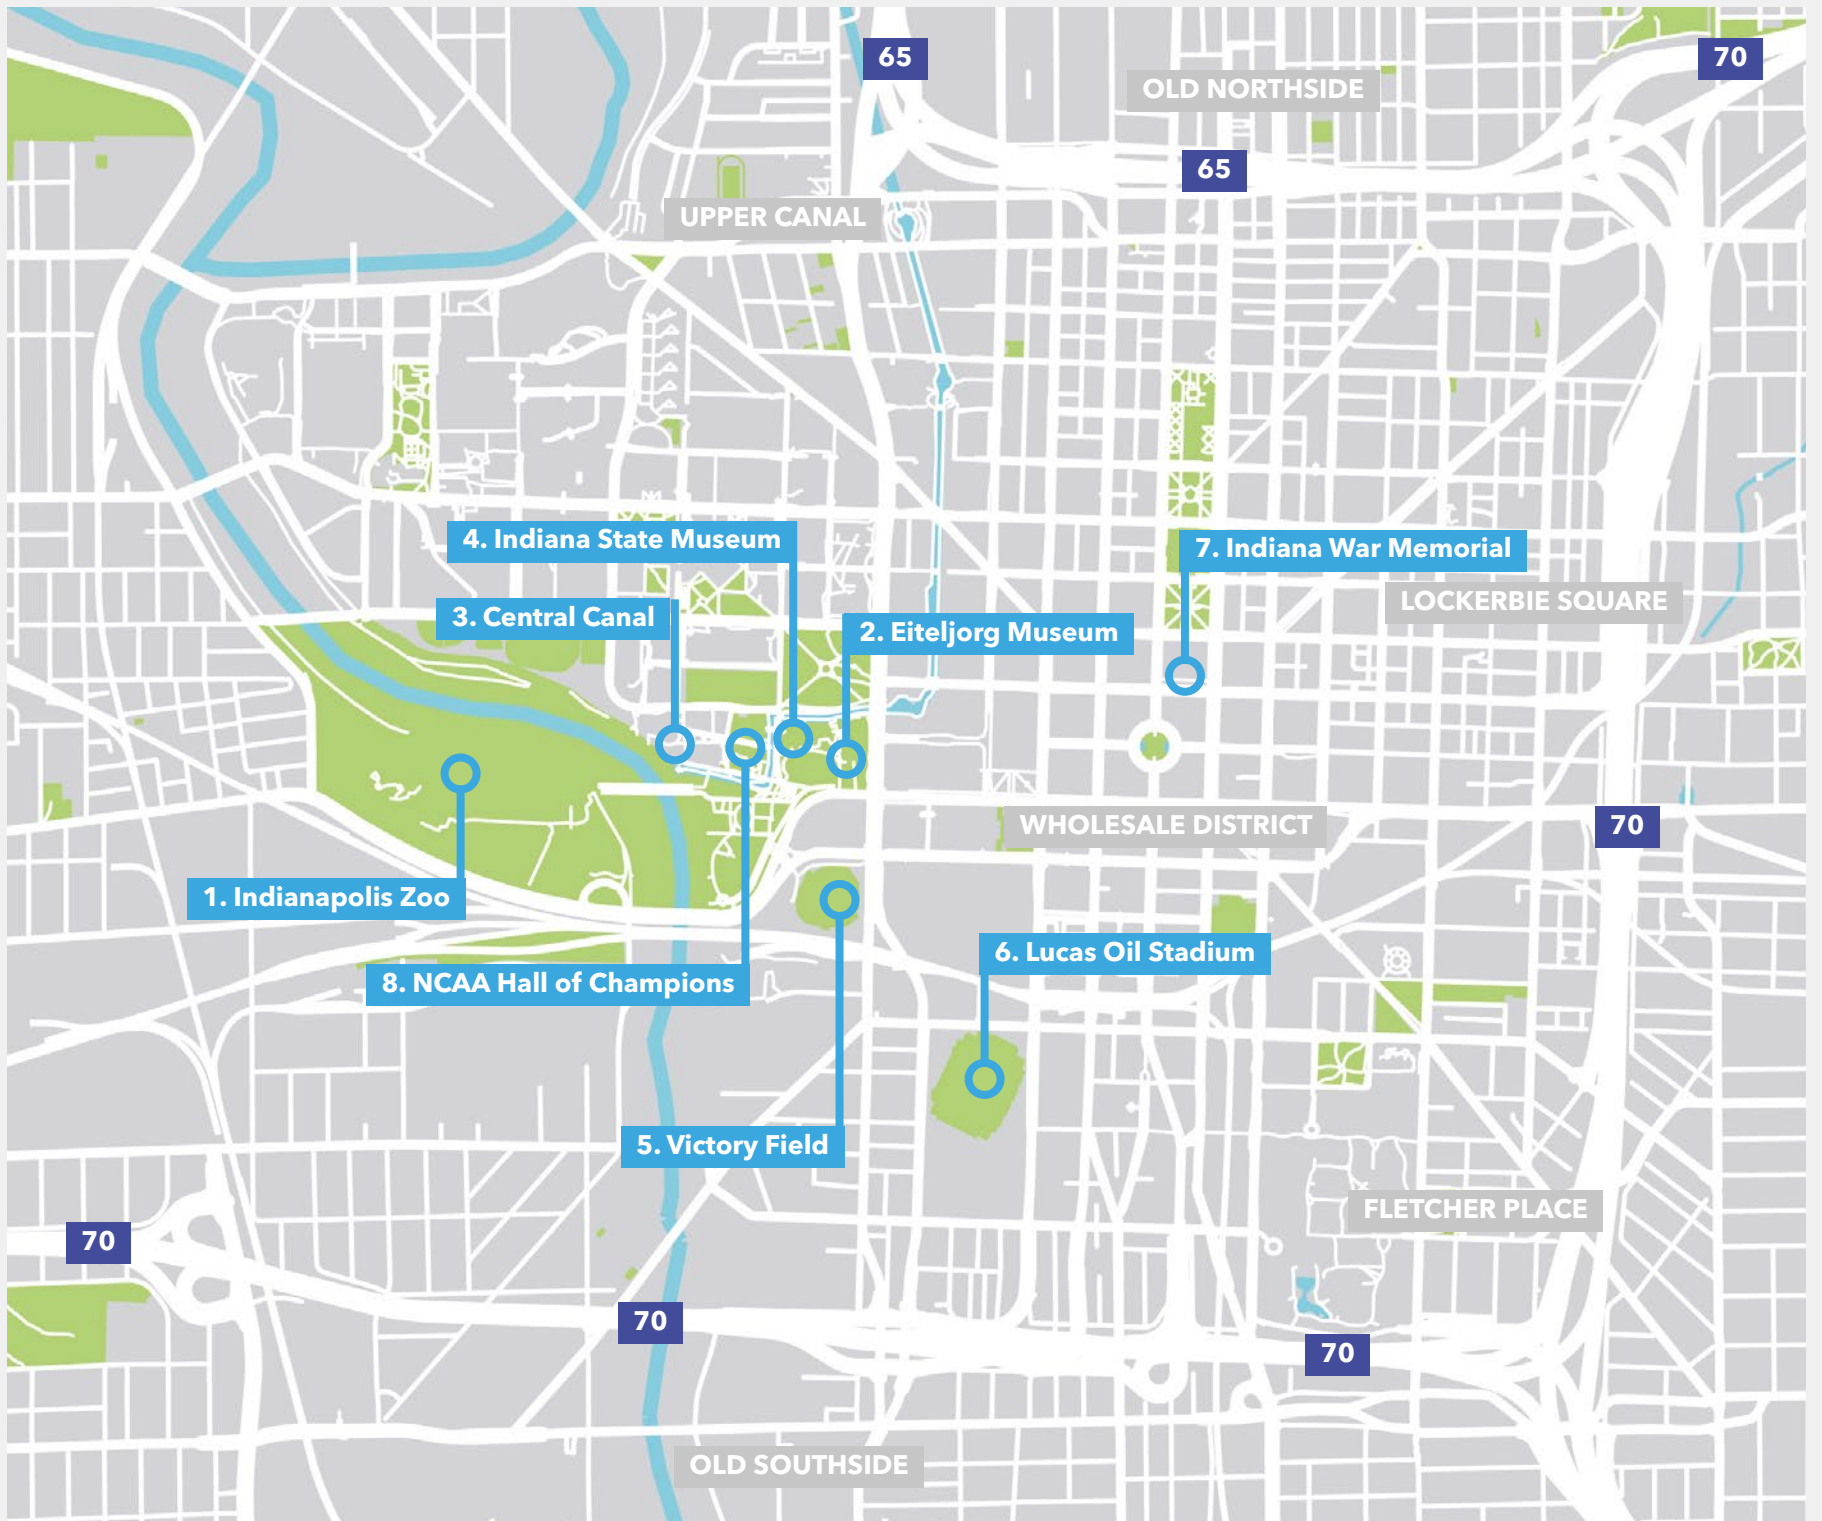 65
70
OLD NORTHSIDE
65
UPPER CANAL
4. Indiana State Museum
7. Indiana War Memorial
LOCKERBIE SQUARE
3. Central Canal
2. Eiteljorg Museum
WHOLESALE DISTRICT
70
1. Indianapolis Zoo
6. Lucas Oil Stadium
8. NCAA Hall of Champions
5. Victory Field
FLETCHER PLACE
70
70
70
OLD SOUTHSIDE